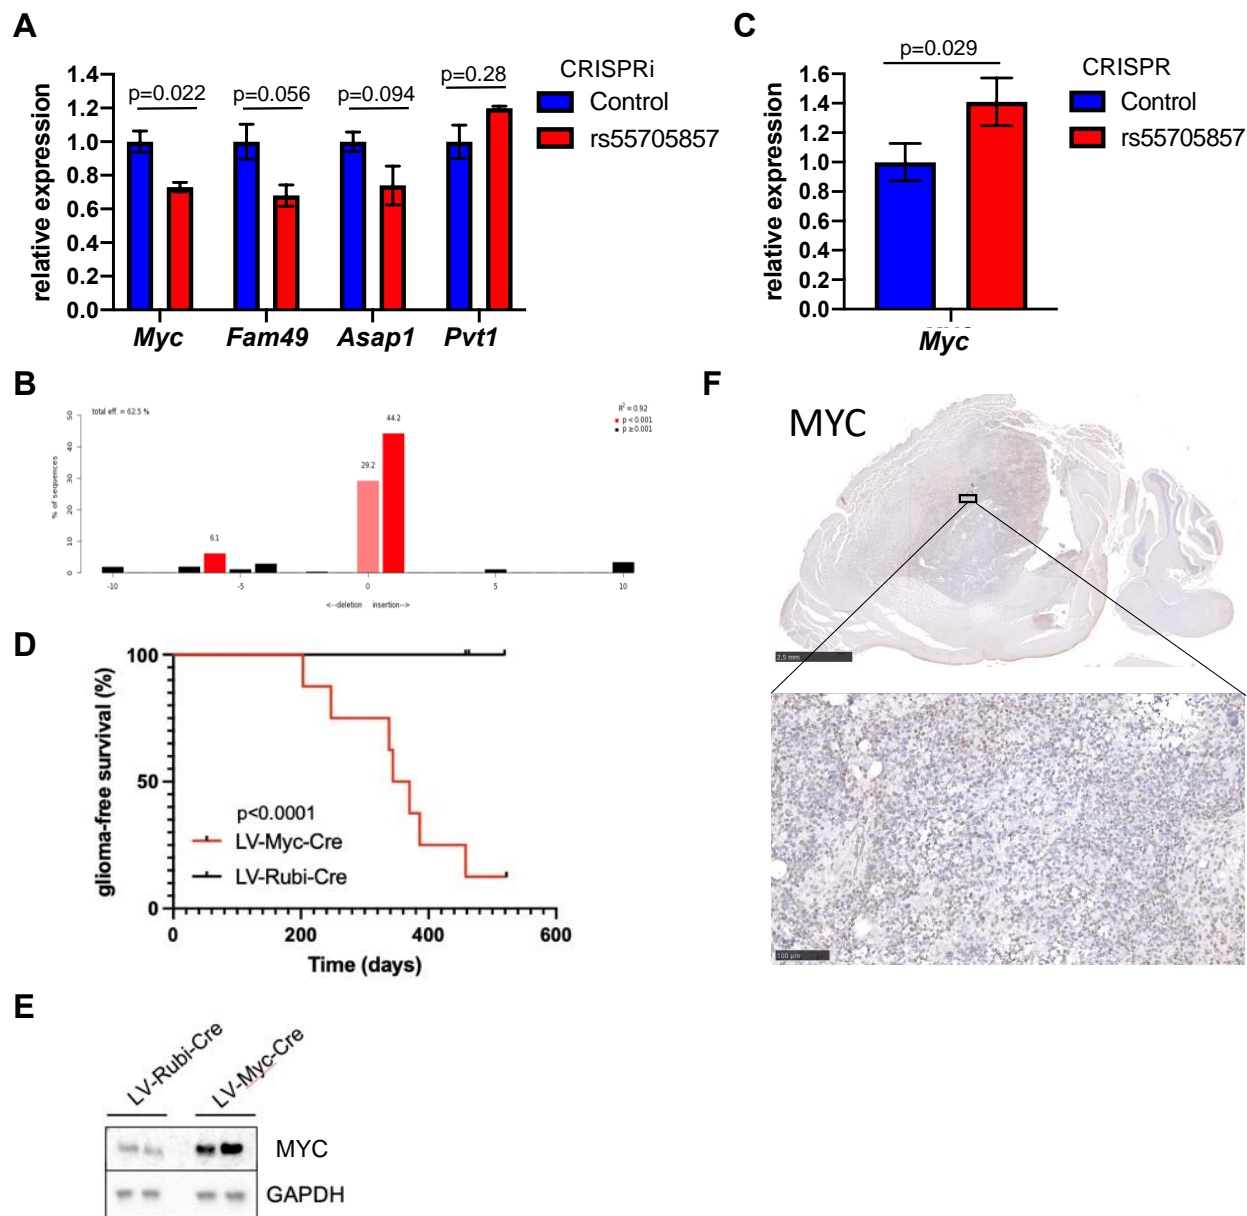 A
CRISPRi
Control
rs55705857
p=0.022
p=0.056
p=0.094
p=0.28
relative expression
1.4
1.2
1.0
0.8
0.6
0.4
0.2
0.0
Myc
Fam49
Asap1
Pvt1
C
p=0.029
CRISPR
Control
rs55705857
relative expression
1.6
1.4
1.2
1.0
0.8
0.6
0.4
0.2
0.0
Myc
B
total eff. = 62.5 %
R² = 0.92
p < 0.001
p ≥ 0.001
% of sequences
50
40
30
20
10
0
6.1
29.2
44.2
-10
-5
0
5
10
<--deletion insertion-->
F
MYC
2.5 mm
100 µm
D
glioma-free survival (%)
100
50
0
p<0.0001
LV-Myc-Cre
LV-Rubi-Cre
0
200
400
600
Time (days)
E
LV-Rubi-Cre
LV-Myc-Cre
MYC
GAPDH